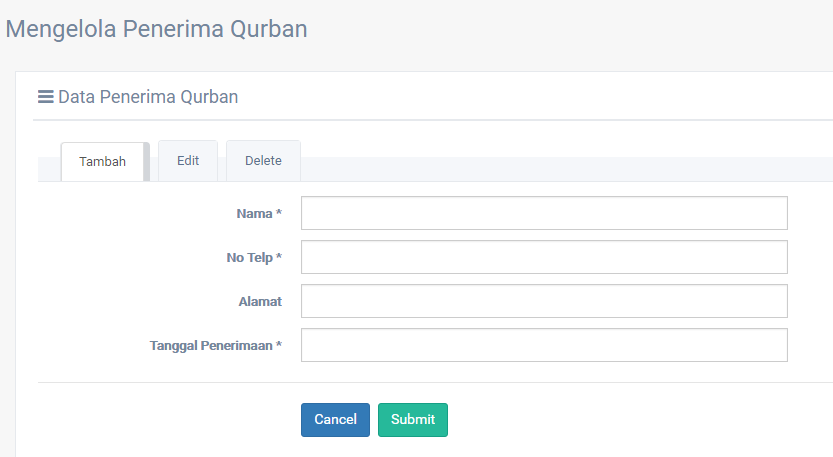 Mengelola Penerima Qurban
Data Penerima Qurban
Tambah Edit Delete
Nama *
No Telp *
Alamat
Tanggal Penerimaan *
Cancel Submit